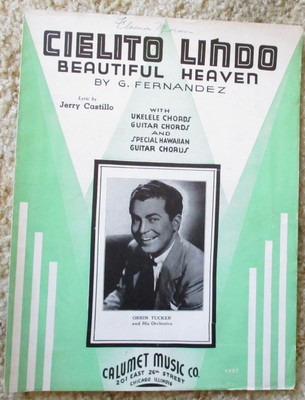 CIELITO LINDO
BEAUTIFUL HEAVEN
BY G. FERNANDEZ
Lyric by
Jerry Castillo
WITH
UKELELE CHORDS
GUITAR CHORDS
AND
SPECIAL HAWAIIAN
GUITAR CHORUS
ORRIN TUCKER
and His Orchestra
CALUMET MUSIC CO.
201 EAST 26TH STREET
CHICAGO ILLINOIS